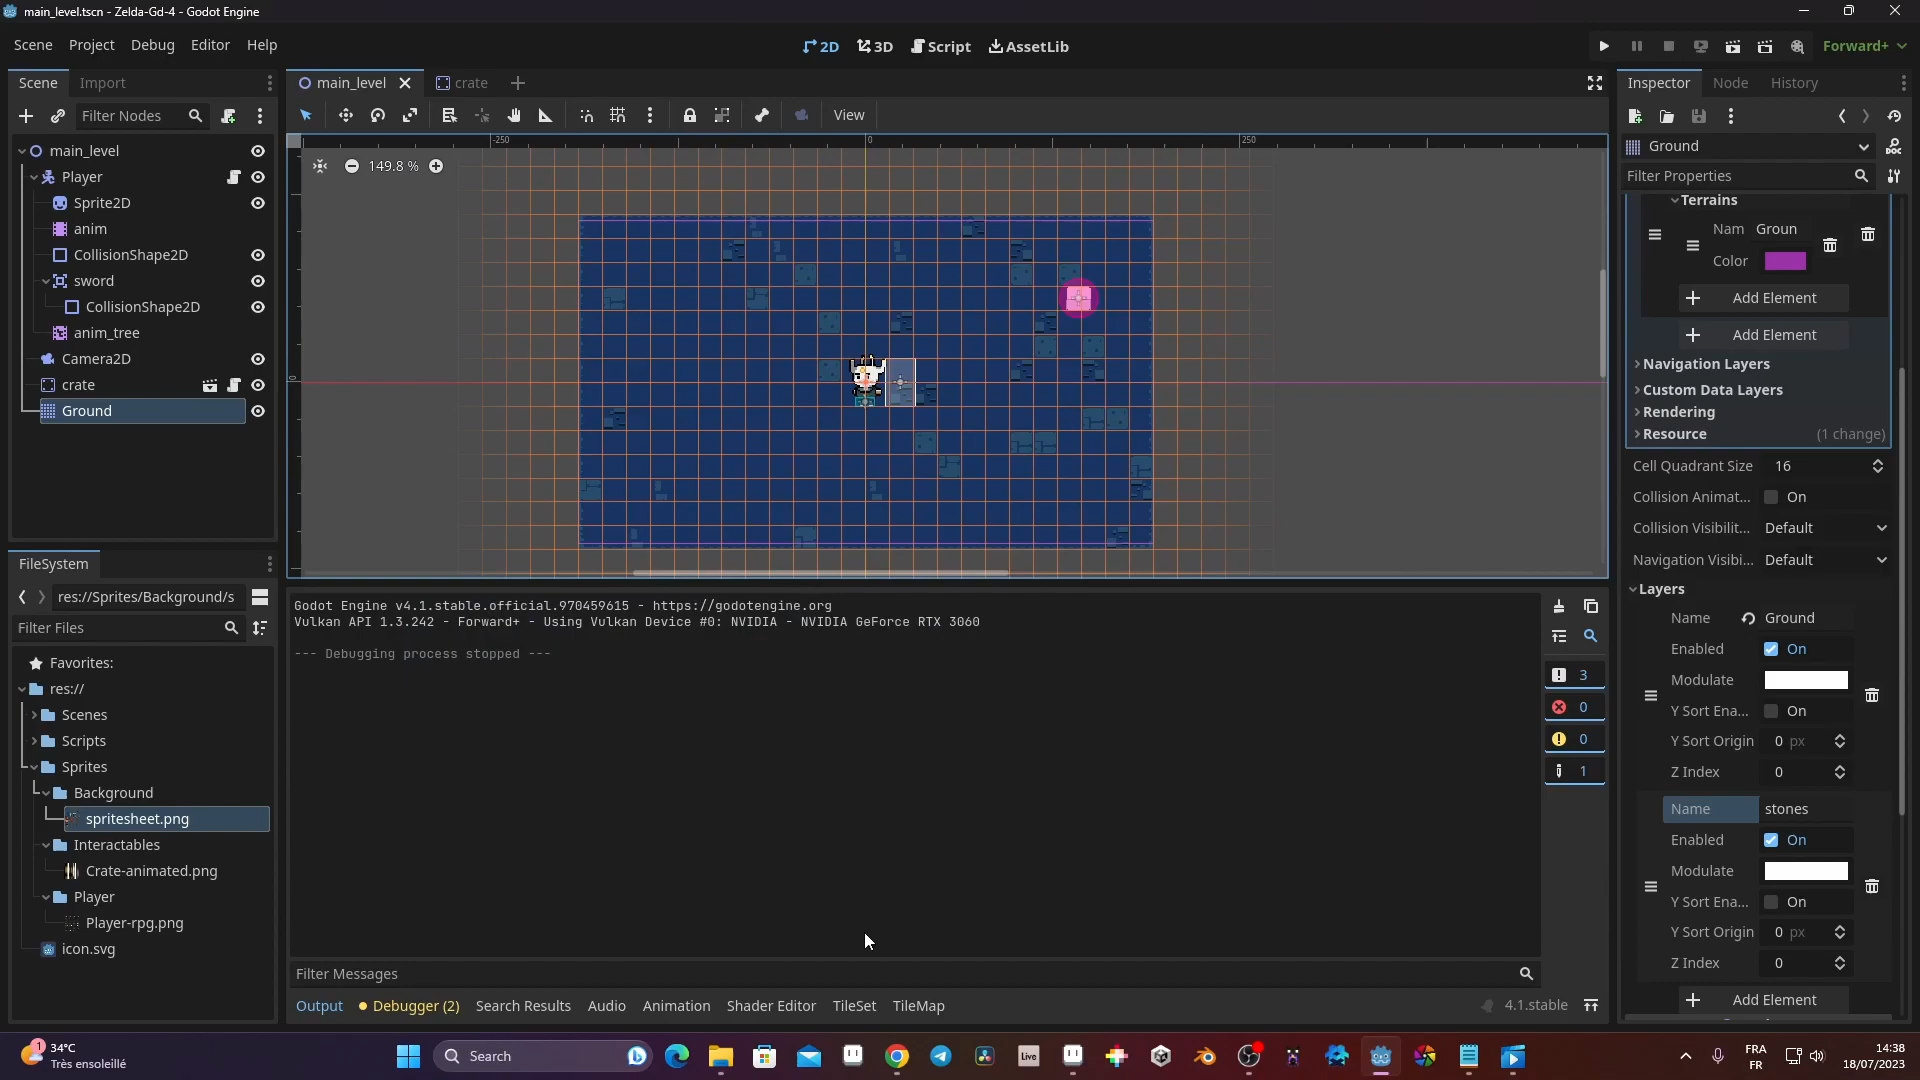 main_level.tscn - Zelda-Gd-4 - Godot Engine
Scene Project Debug Editor Help
2D 3D Script AssetLib
Forward+
Scene Import
main_level crate
Inspector Node History
Filter Nodes
View
main_level
Player
Sprite2D
anim
CollisionShape2D
sword
CollisionShape2D
anim_tree
Camera2D
crate
Ground
-250 0 250
149.8 %
0
Ground
Filter Properties
Terrains
Nam Groun
Color
Add Element
Add Element
Navigation Layers
Custom Data Layers
Rendering
Resource (1 change)
Cell Quadrant Size 16
Collision Animat... On
Collision Visibilit... Default
Navigation Visibi... Default
Layers
Name Ground
Enabled On
Modulate
Y Sort Ena... On
Y Sort Origin 0 px
Z Index 0
Name stones
Enabled On
Modulate
Y Sort Ena... On
Y Sort Origin 0 px
Z Index 0
Add Element
FileSystem
res://Sprites/Background/s
Filter Files
Favorites:
res://
Scenes
Scripts
Sprites
Background
spritesheet.png
Interactables
Crate-animated.png
Player
Player-rpg.png
icon.svg
Godot Engine v4.1.stable.official.970459615 - https://godotengine.org
Vulkan API 1.3.242 - Forward+ - Using Vulkan Device #0: NVIDIA - NVIDIA GeForce RTX 3060
--- Debugging process stopped ---
3
0
0
1
Filter Messages
Output Debugger (2) Search Results Audio Animation Shader Editor TileSet TileMap
4.1.stable
1
34°C
Très ensoleillé
Search
Live
FRA
FR
14:38
18/07/2023